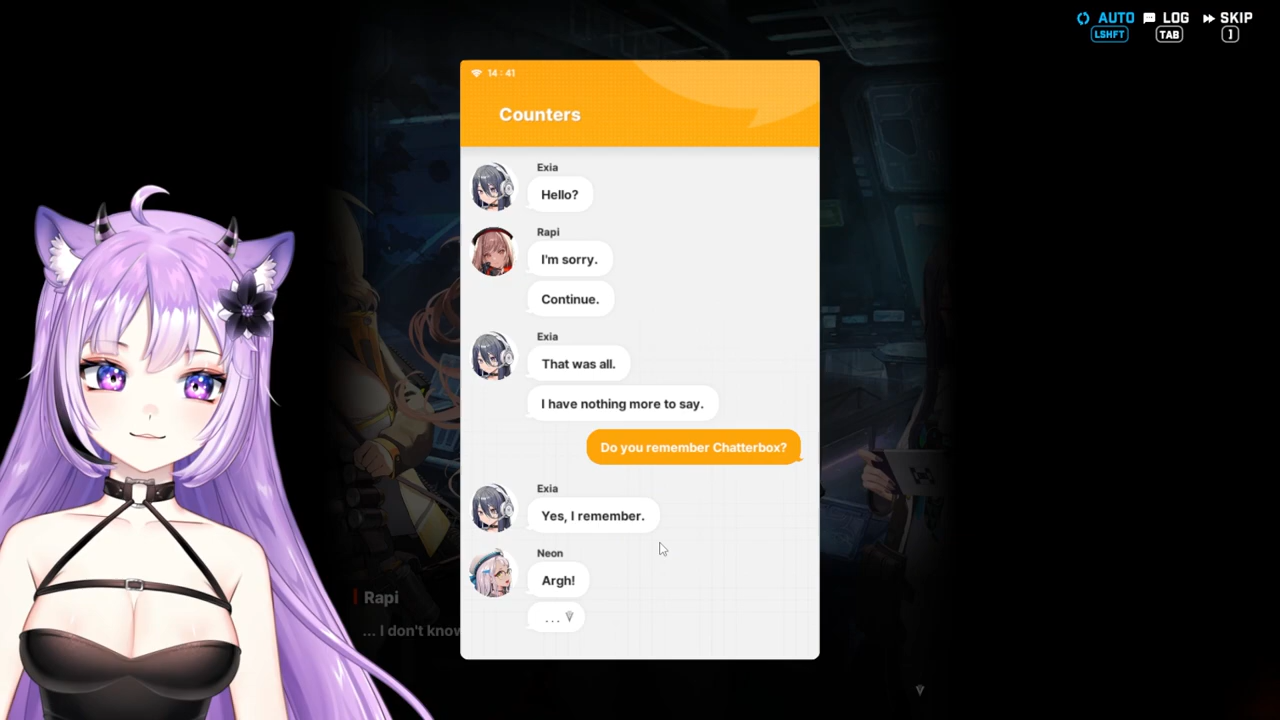 AUTO LOG SKIP
LSHFT TAB ]
14 : 41
Counters
Exia
Hello?
Rapi
I'm sorry.
Continue.
Exia
That was all.
I have nothing more to say.
Do you remember Chatterbox?
Exia
Yes, I remember.
Neon
Argh!
...
Rapi
... I don't know